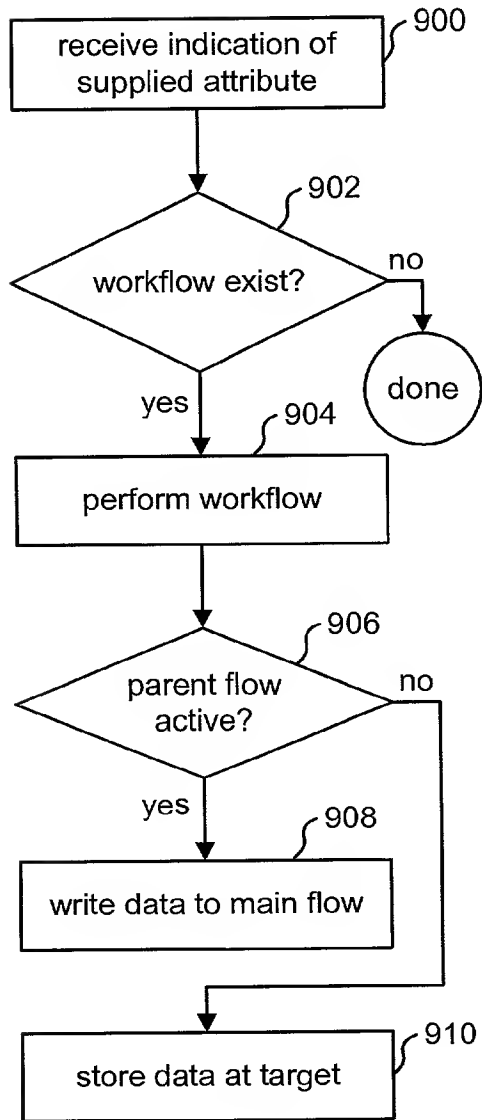 900
receive indication of
supplied attribute
902
workflow exist?
no
done
yes
904
perform workflow
906
parent flow
active?
no
yes
908
write data to main flow
910
store data at target